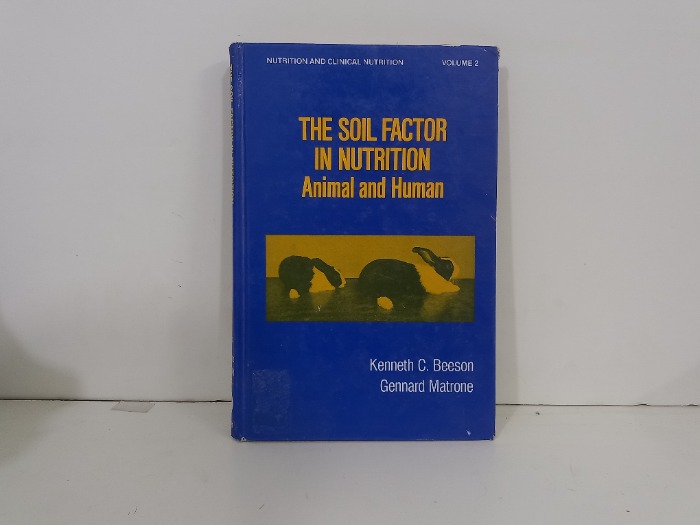 NUTRITION AND CLINICAL NUTRITION VOLUME 2
THE SOIL FACTOR
IN NUTRITION
Animal and Human
Kenneth C. Beeson
Gennard Matrone